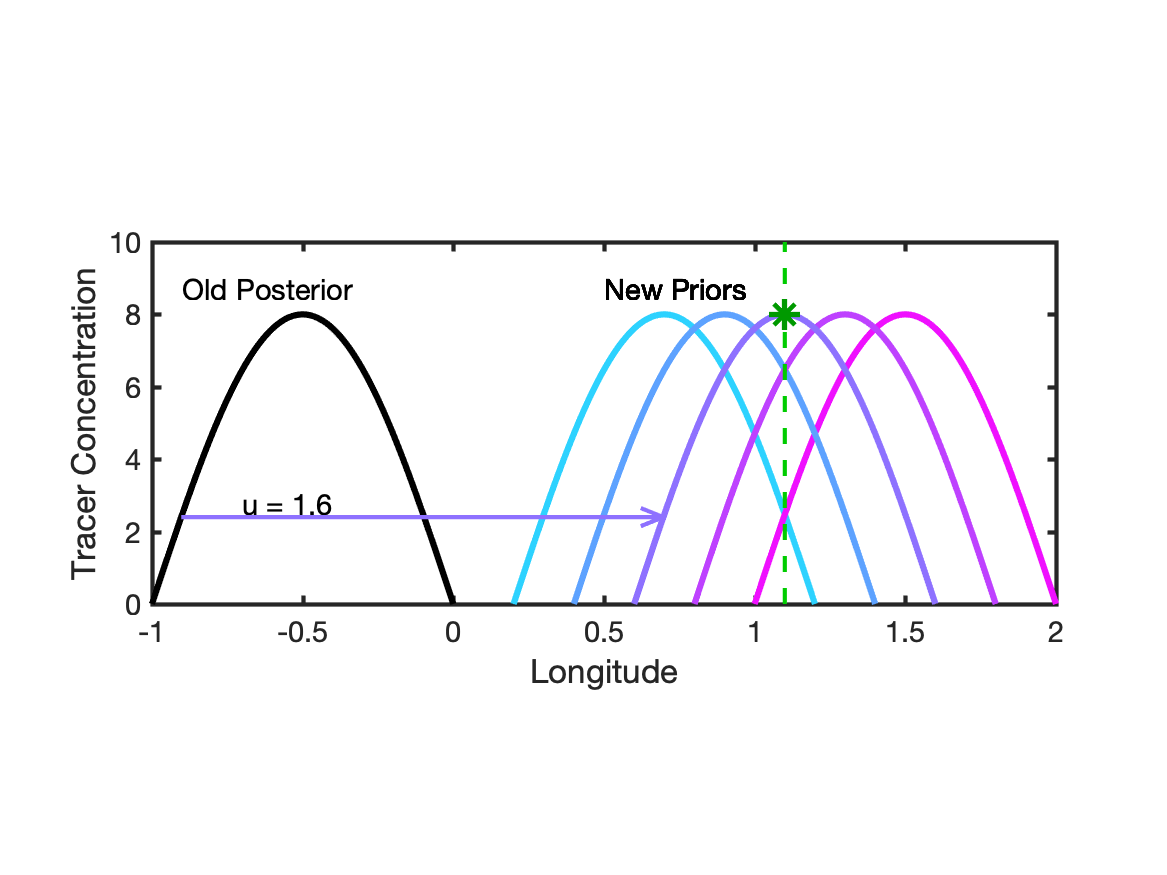 Old Posterior
New Priors
u = 1.6
Tracer Concentration
10
8
6
4
2
0
-1
-0.5
0
0.5
1
1.5
2
Longitude